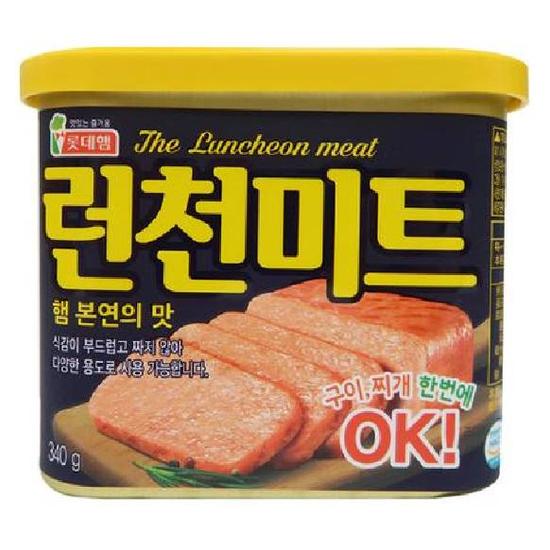 맛있는 즐거움
롯데햄
The Luncheon meat
런천미트
햄 본연의 맛
식감이 부드럽고 짜지 않아
다양한 용도로 사용 가능합니다.
구이, 찌개 한번에
OK!
340 g